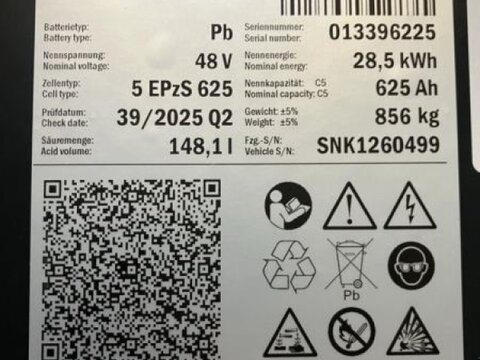 Batterietyp: Pb Seriennummer: 013396225
Battery type: Serial number:
Nennspannung: 48 V Nennenergie: 28,5 kWh
Nominal voltage: Nominal energy:
Zellentyp: 5 EPzS 625 Nennkapazität: C5 625 Ah
Cell type: Nominal capacity: C5
Prüfdatum: 39/2025 Q2 Gewicht: ±5% 856 kg
Check date: Weight: ±5%
Säuremenge: 148,1 l Fzg.-S/N: SNK1260499
Acid volume: Vehicle S/N:
Pb